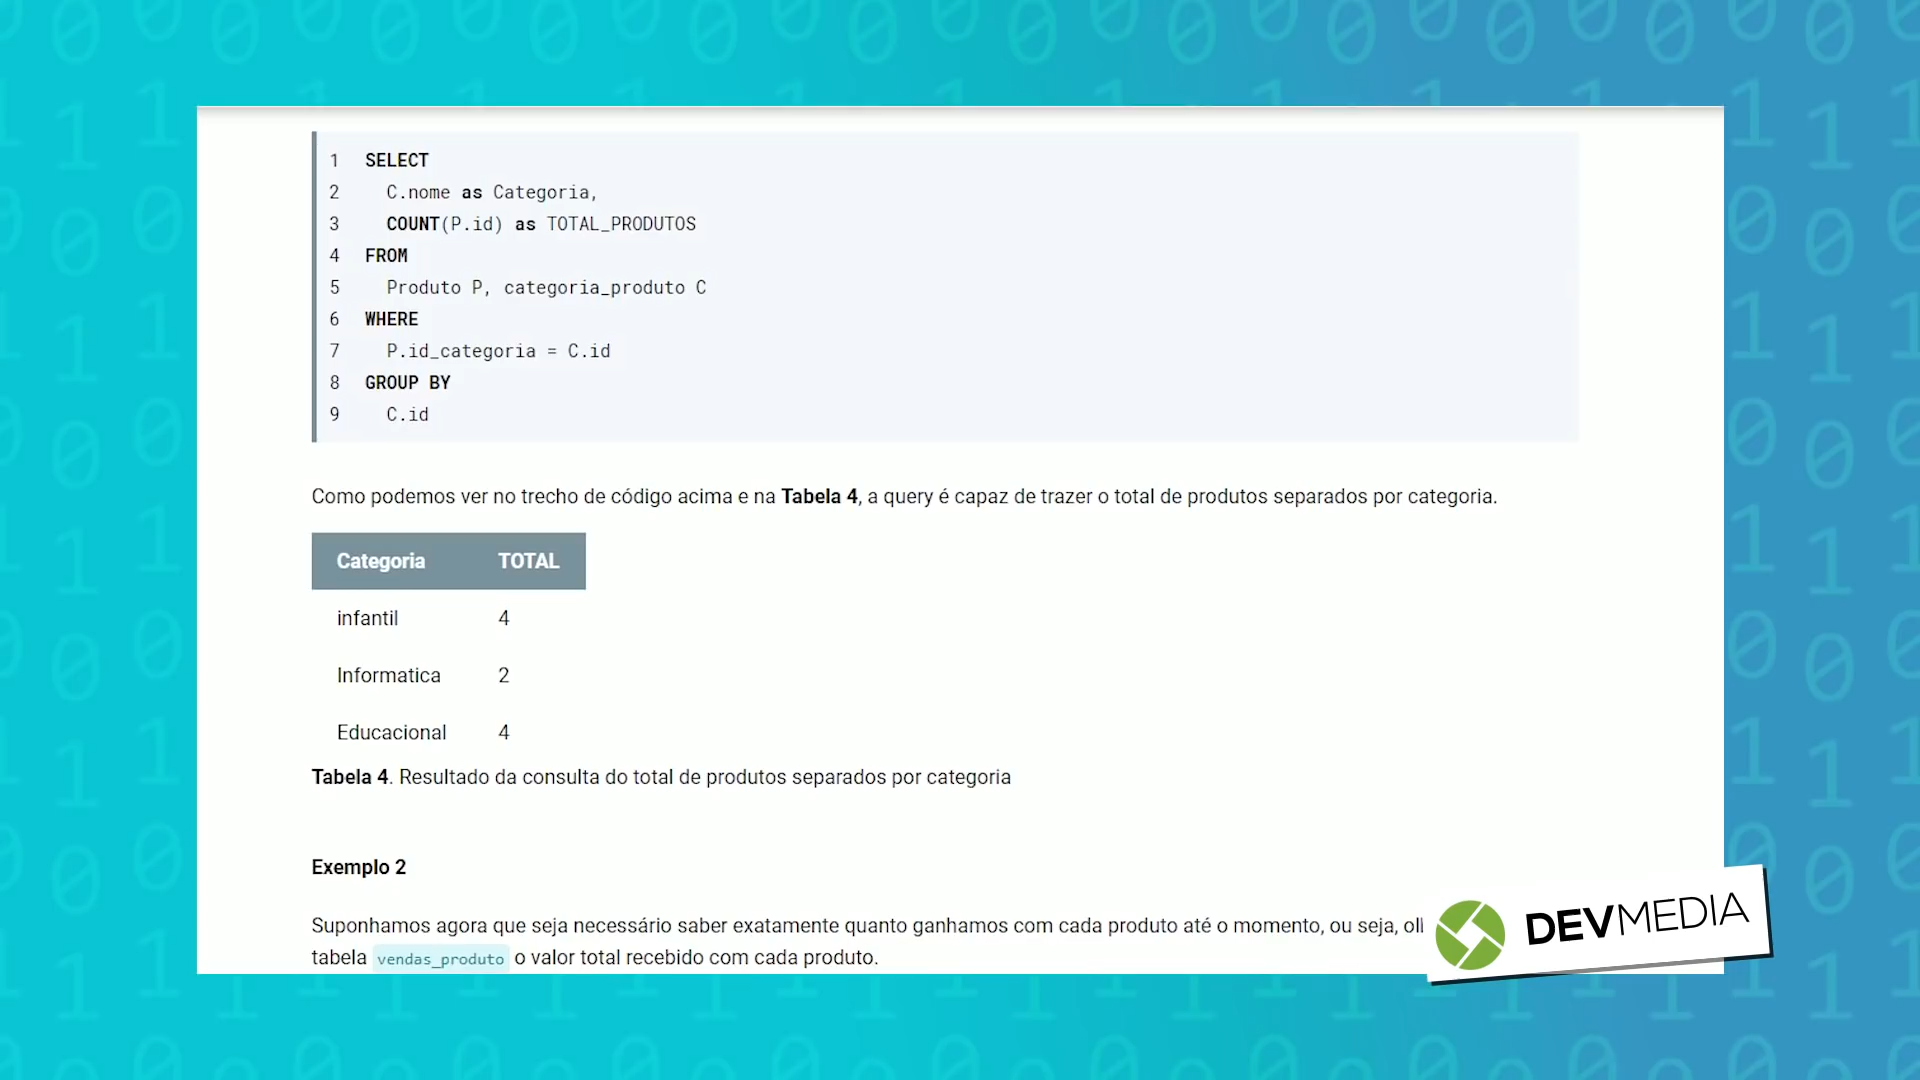 1 SELECT
2 C.nome as Categoria,
3 COUNT(P.id) as TOTAL_PRODUTOS
4 FROM
5 Produto P, categoria_produto C
6 WHERE
7 P.id_categoria = C.id
8 GROUP BY
9 C.id
Como podemos ver no trecho de código acima e na Tabela 4, a query é capaz de trazer o total de produtos separados por categoria.
Categoria TOTAL
infantil 4
Informatica 2
Educacional 4
Tabela 4. Resultado da consulta do total de produtos separados por categoria
Exemplo 2
Suponhamos agora que seja necessário saber exatamente quanto ganhamos com cada produto até o momento, ou seja,
tabela vendas_produto o valor total recebido com cada produto.
DEVMEDIA